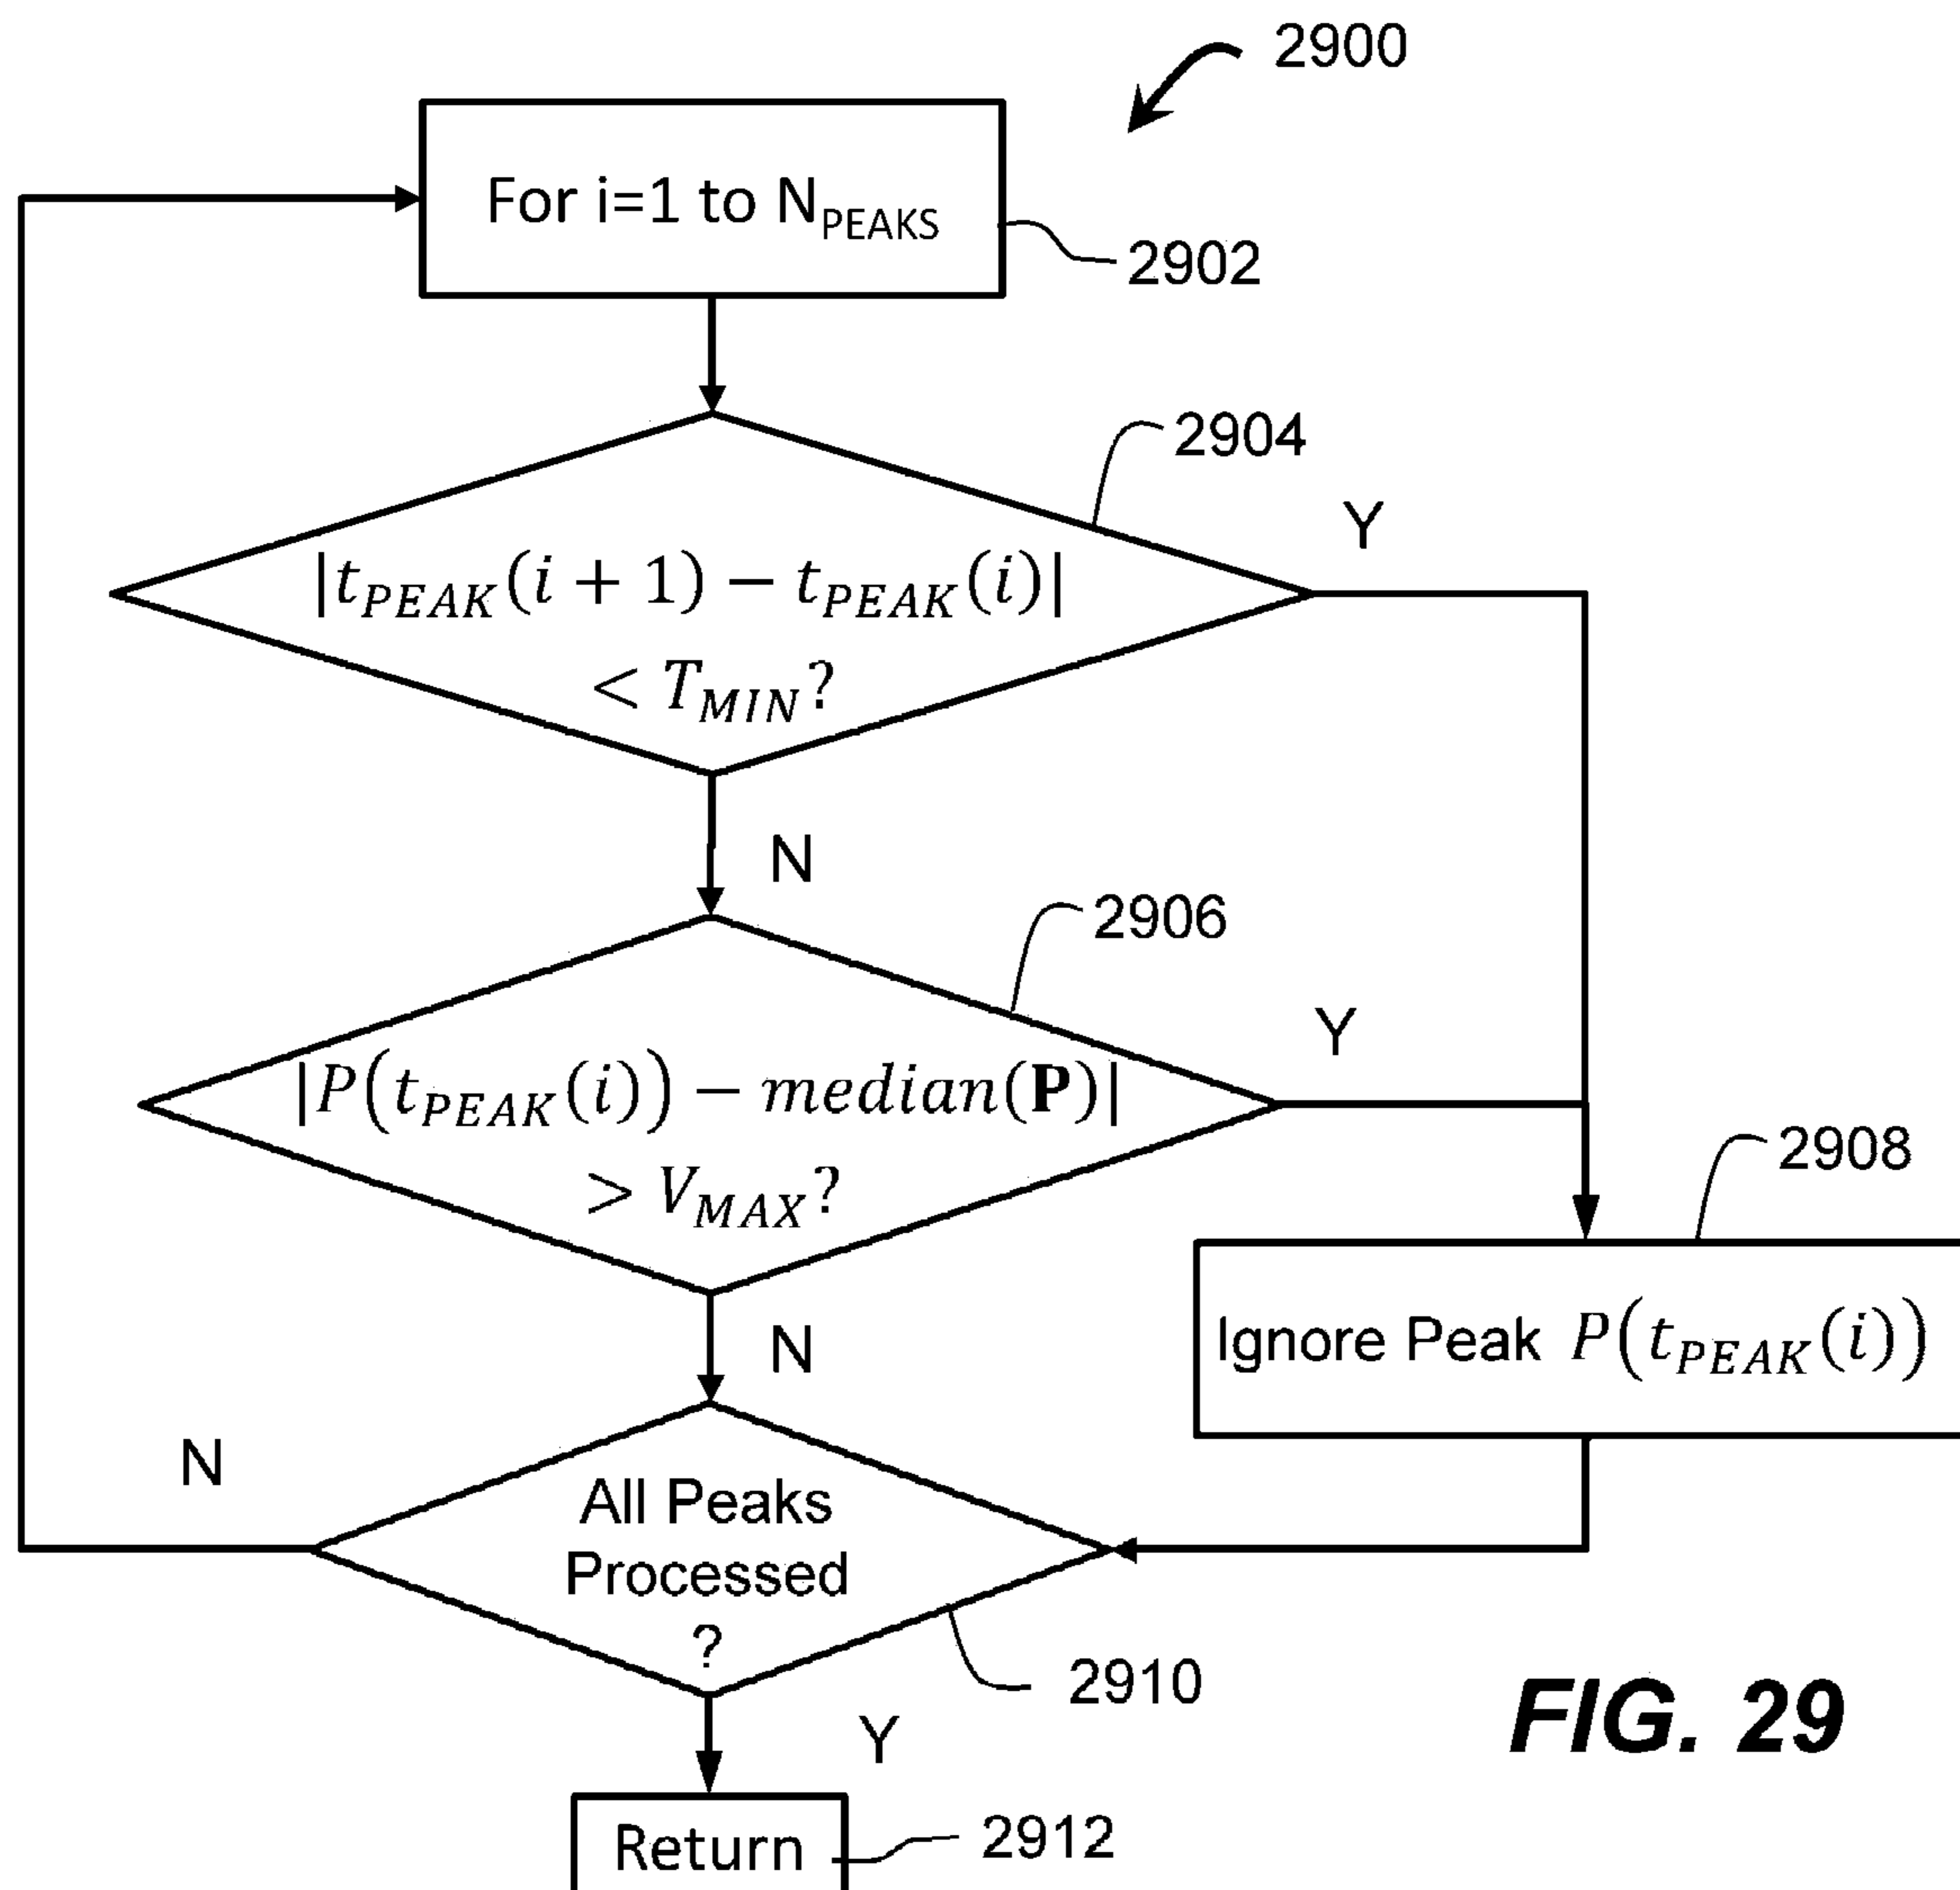 2900
For i=1 to N_PEAKS
2902
2904
Y
|t_PEAK(i + 1) − t_PEAK(i)|
< T_MIN?
N
2906
Y
|P(t_PEAK(i)) − median(P)|
> V_MAX?
2908
N
Ignore Peak P(t_PEAK(i))
N
All Peaks
Processed
?
2910
FIG. 29
Y
Return
2912